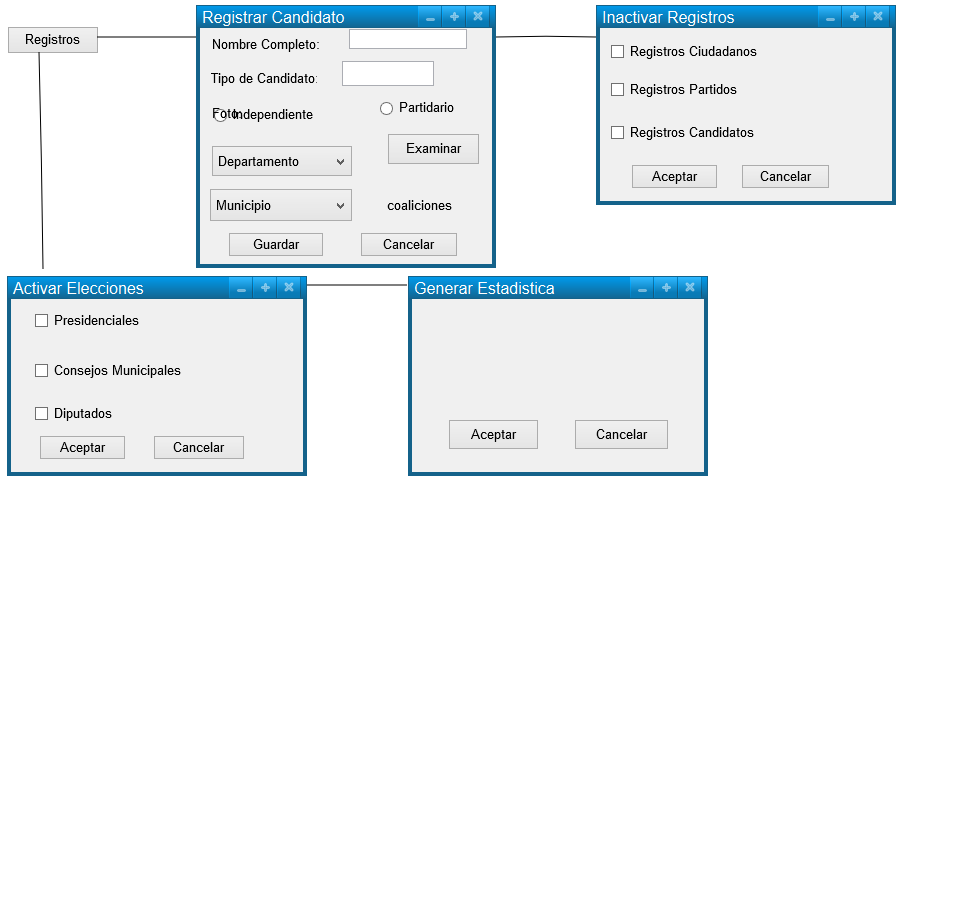 Registros
Registrar Candidato
Nombre Completo:
Tipo de Candidato:
Foto:
Independiente
Partidario
Examinar
Departamento
Municipio
coaliciones
Guardar
Cancelar
Inactivar Registros
Registros Ciudadanos
Registros Partidos
Registros Candidatos
Aceptar
Cancelar
Activar Elecciones
Presidenciales
Consejos Municipales
Diputados
Aceptar
Cancelar
Generar Estadistica
Aceptar
Cancelar